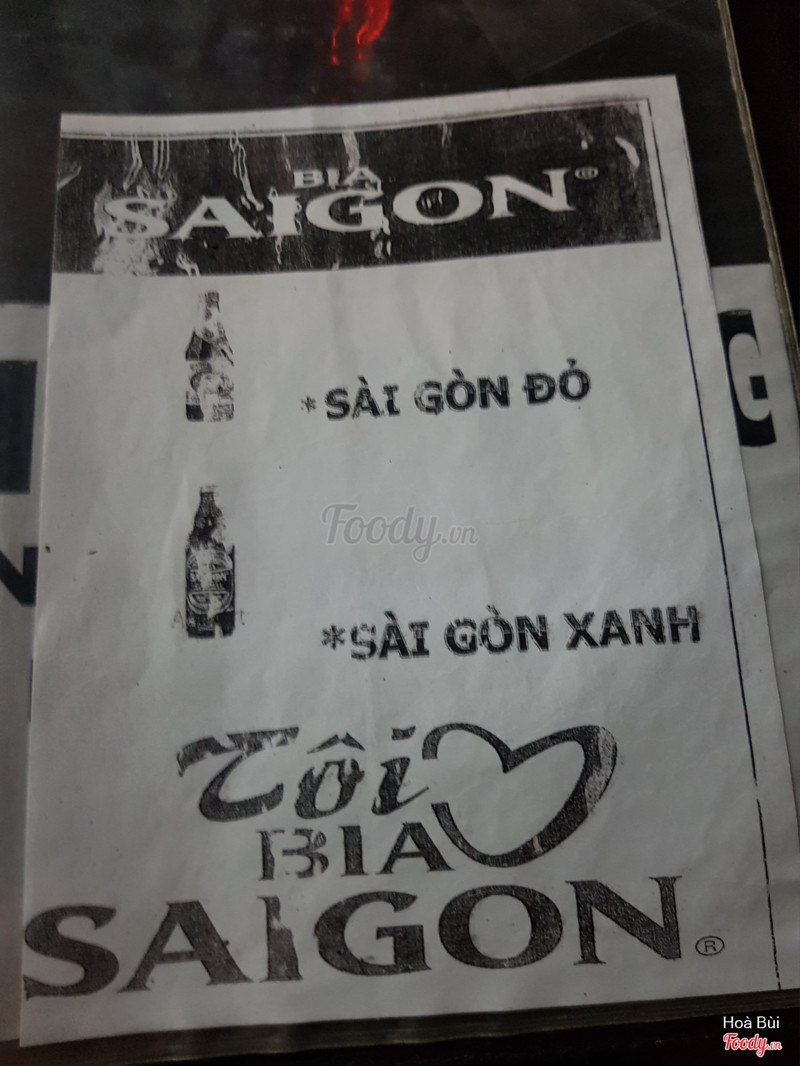 BIA
SAIGON®
*SÀI GÒN ĐỎ
Foody.vn
*SÀI GÒN XANH
Tôi
BIA
SAIGON®
G
Hoà Bùi
Foody.vn